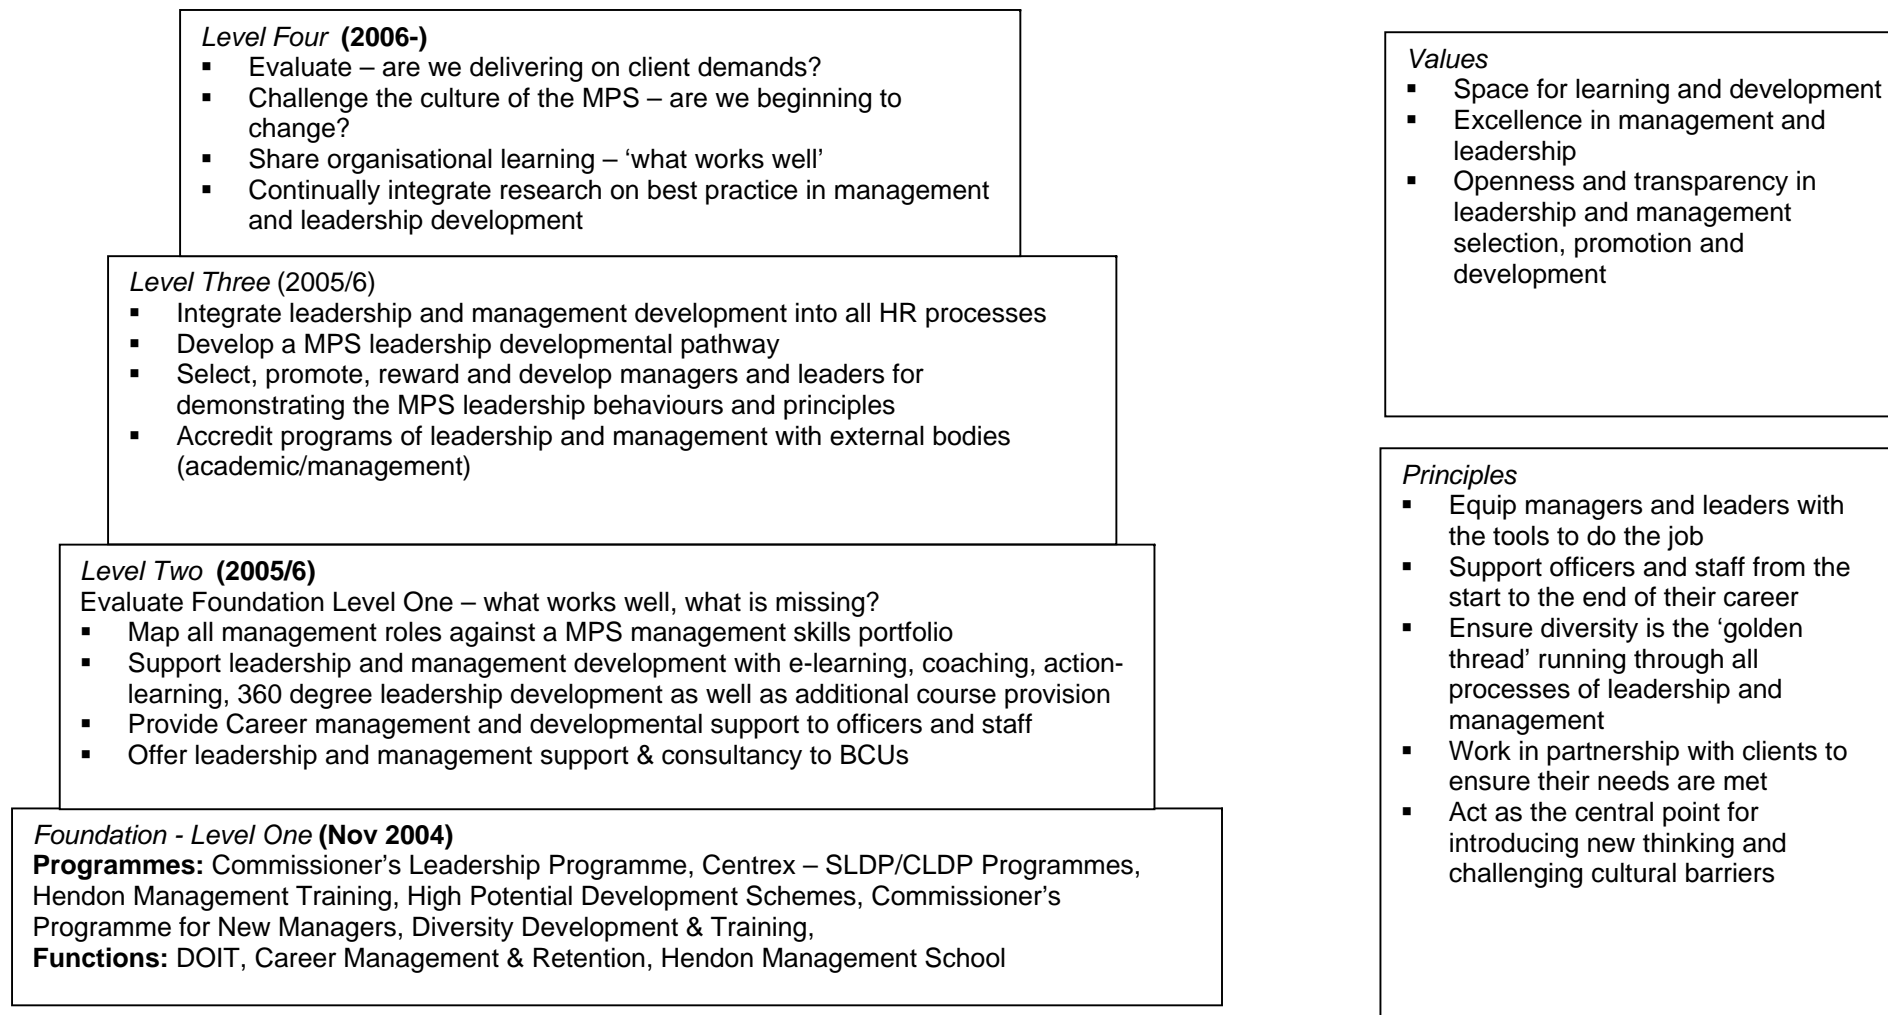 Level Four (2006-)
▪ Evaluate – are we delivering on client demands?
▪ Challenge the culture of the MPS – are we beginning to
change?
▪ Share organisational learning – ‘what works well’
▪ Continually integrate research on best practice in management
and leadership development
Level Three (2005/6)
▪ Integrate leadership and management development into all HR processes
▪ Develop a MPS leadership developmental pathway
▪ Select, promote, reward and develop managers and leaders for
demonstrating the MPS leadership behaviours and principles
▪ Accredit programs of leadership and management with external bodies
(academic/management)
Level Two (2005/6)
Evaluate Foundation Level One – what works well, what is missing?
▪ Map all management roles against a MPS management skills portfolio
▪ Support leadership and management development with e-learning, coaching, action-
learning, 360 degree leadership development as well as additional course provision
▪ Provide Career management and developmental support to officers and staff
▪ Offer leadership and management support & consultancy to BCUs
Foundation - Level One (Nov 2004)
Programmes: Commissioner’s Leadership Programme, Centrex – SLDP/CLDP Programmes,
Hendon Management Training, High Potential Development Schemes, Commissioner’s
Programme for New Managers, Diversity Development & Training,
Functions: DOIT, Career Management & Retention, Hendon Management School
Values
▪ Space for learning and development
▪ Excellence in management and
leadership
▪ Openness and transparency in
leadership and management
selection, promotion and
development
Principles
▪ Equip managers and leaders with
the tools to do the job
▪ Support officers and staff from the
start to the end of their career
▪ Ensure diversity is the ‘golden
thread’ running through all
processes of leadership and
management
▪ Work in partnership with clients to
ensure their needs are met
▪ Act as the central point for
introducing new thinking and
challenging cultural barriers